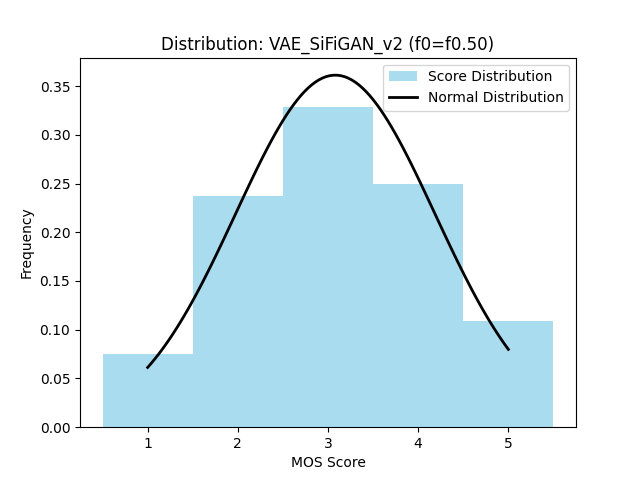 Distribution: VAE_SiFiGAN_v2 (f0=f0.50)
Score Distribution
Normal Distribution
Frequency
0.35
0.30
0.25
0.20
0.15
0.10
0.05
0.00
1 2 3 4 5
MOS Score